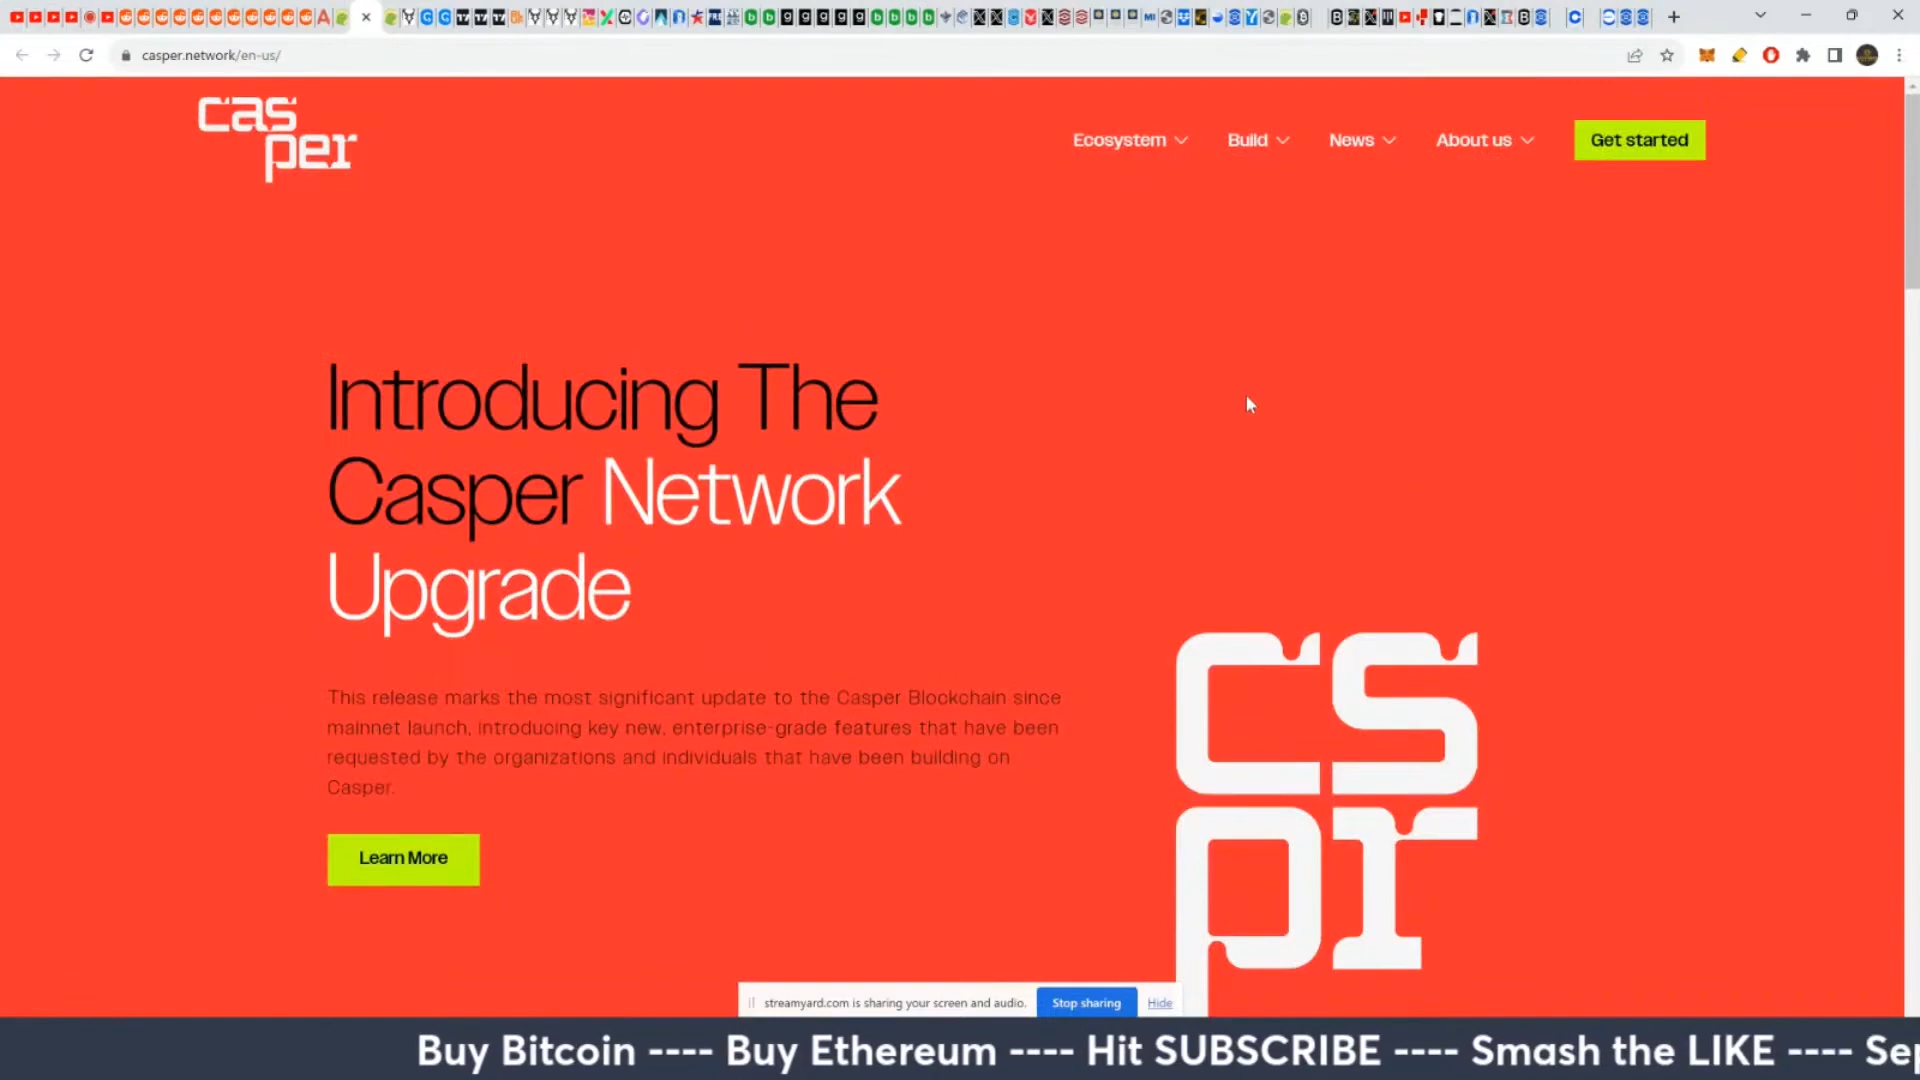 casper.network/en-us/
cas
per
Ecosystem
Build
News
About us
Get started
Introducing The
Casper Network
Upgrade
This release marks the most significant update to the Casper Blockchain since
mainnet launch, introducing key new, enterprise-grade features that have been
requested by the organizations and individuals that have been building on
Casper.
Learn More
cs
pr
streamyard.com is sharing your screen and audio.
Stop sharing
Hide
Buy Bitcoin ---- Buy Ethereum ---- Hit SUBSCRIBE ---- Smash the LIKE ----